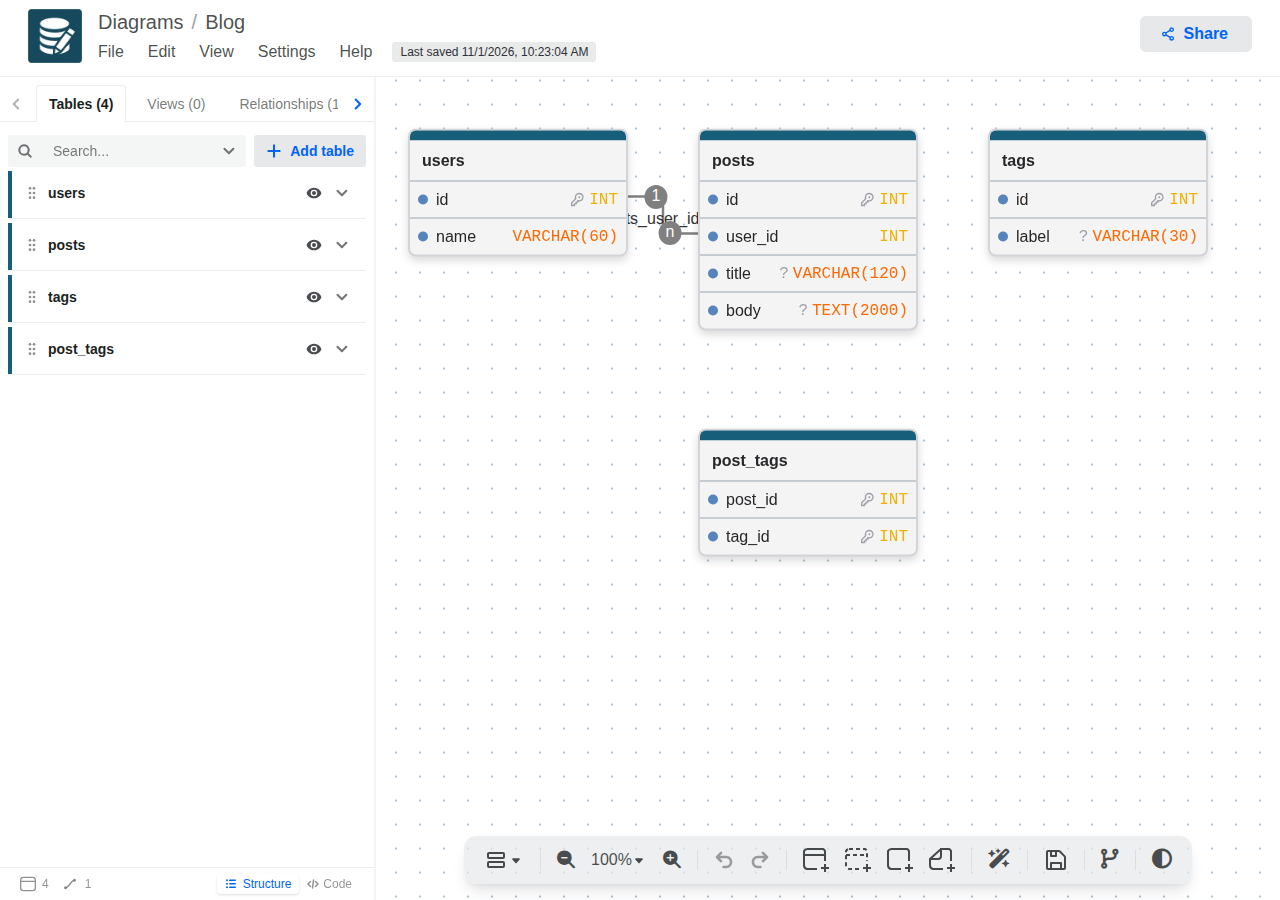 Diagrams / Blog
File Edit View Settings Help Last saved 11/1/2026, 10:23:04 AM
Share
Tables (4) Views (0) Relationships (1
Search... Add table
users
posts
tags
post_tags
users
id INT
name VARCHAR(60)
1
ts_user_id
n
posts
id INT
user_id INT
title ? VARCHAR(120)
body ? TEXT(2000)
tags
id INT
label ? VARCHAR(30)
post_tags
post_id INT
tag_id INT
4 1 Structure Code
100%